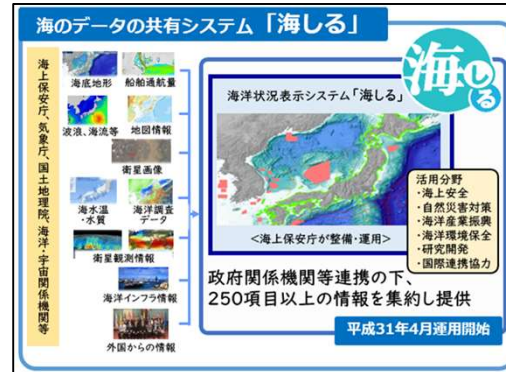 海のデータの共有システム「海しる」
海しる
海上保安庁、気象庁、国土地理院、海洋・宇宙関係機関等
海底地形
船舶通航量
波浪、海流等
地図情報
衛星画像
海水温・水質
海洋調査データ
衛星観測情報
海洋インフラ情報
外国からの情報
海洋状況表示システム「海しる」
<海上保安庁が整備・運用>
活用分野
・海上安全
・自然災害対策
・海洋産業振興
・海洋環境保全
・研究開発
・国際連携協力
政府関係機関等連携の下、
250項目以上の情報を集約し提供
平成31年4月運用開始